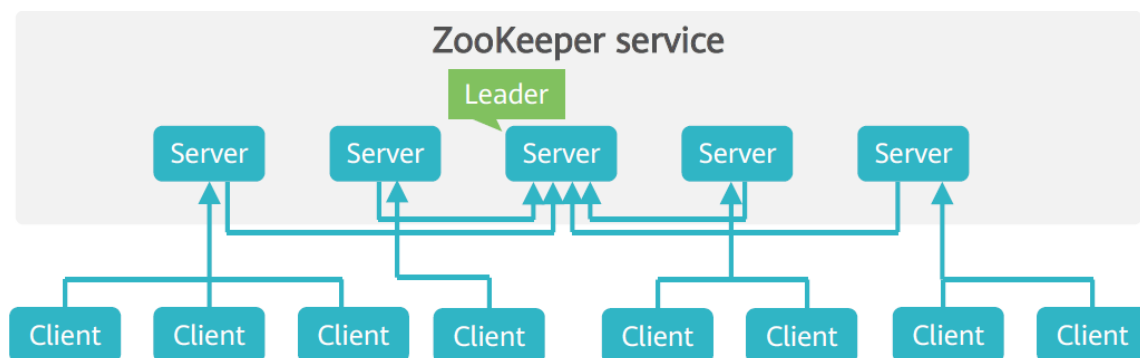 ZooKeeper service
Leader
Server Server Server Server Server
Client Client Client Client Client Client Client Client